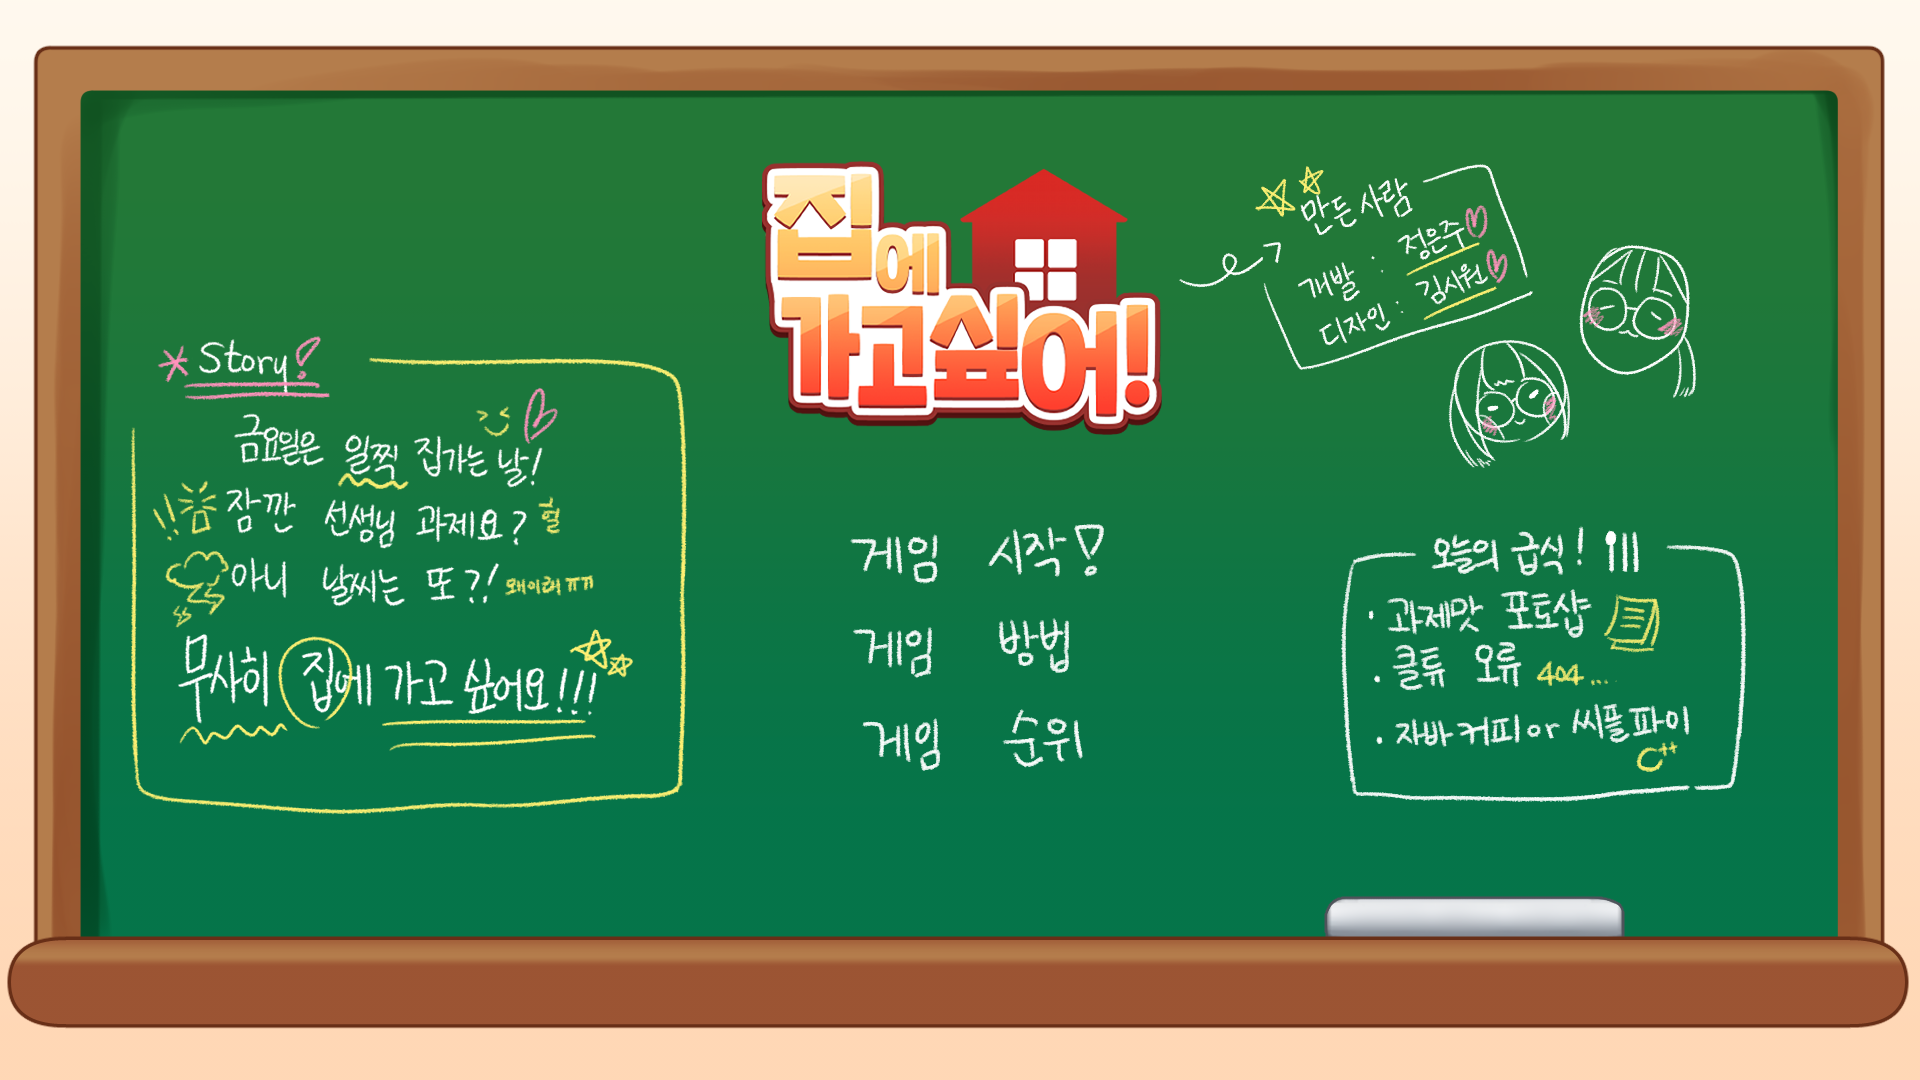 집에
가고싶어!
만든 사람
개발 : 정은주
디자인 : 김시원
*Story!
금요일은 일찍 집가는 날!
!! 잠깐 선생님 과제요? 헐
아니 날씨는 또?! 왜이래ㅠㅠ
무사히 집에 가고 싶어요!!!
게임 시작!
게임 방법
게임 순위
오늘의 급식!
· 과제맛 포토샵
· 클튜 오류 404...
· 자바커피 or 씨플파이
C++